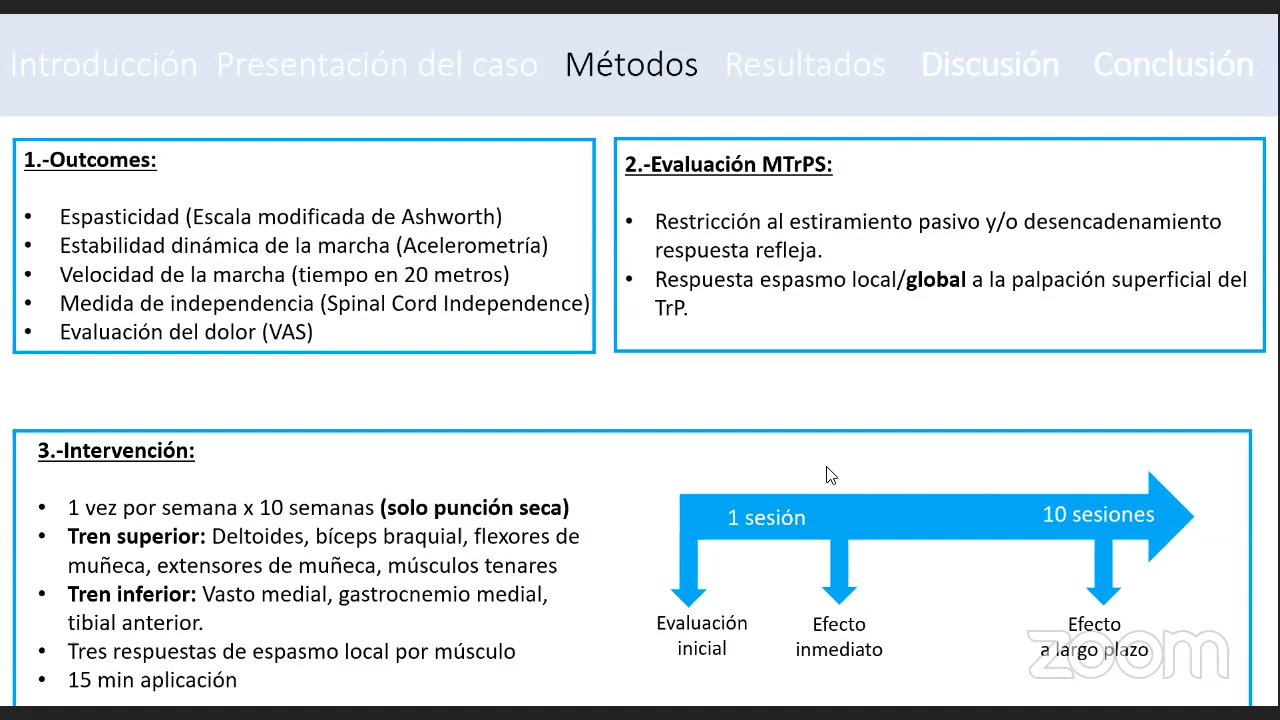 Introducción Presentación del caso Métodos Resultados Discusión Conclusión
1.-Outcomes:
• Espasticidad (Escala modificada de Ashworth)
• Estabilidad dinámica de la marcha (Acelerometría)
• Velocidad de la marcha (tiempo en 20 metros)
• Medida de independencia (Spinal Cord Independence)
• Evaluación del dolor (VAS)
2.-Evaluación MTrPS:
• Restricción al estiramiento pasivo y/o desencadenamiento
respuesta refleja.
• Respuesta espasmo local/global a la palpación superficial del
TrP.
3.-Intervención:
• 1 vez por semana x 10 semanas (solo punción seca)
• Tren superior: Deltoides, bíceps braquial, flexores de
muñeca, extensores de muñeca, músculos tenares
• Tren inferior: Vasto medial, gastrocnemio medial,
tibial anterior.
• Tres respuestas de espasmo local por músculo
• 15 min aplicación
1 sesión
10 sesiones
Evaluación
inicial
Efecto
inmediato
Efecto
a largo plazo
zoom